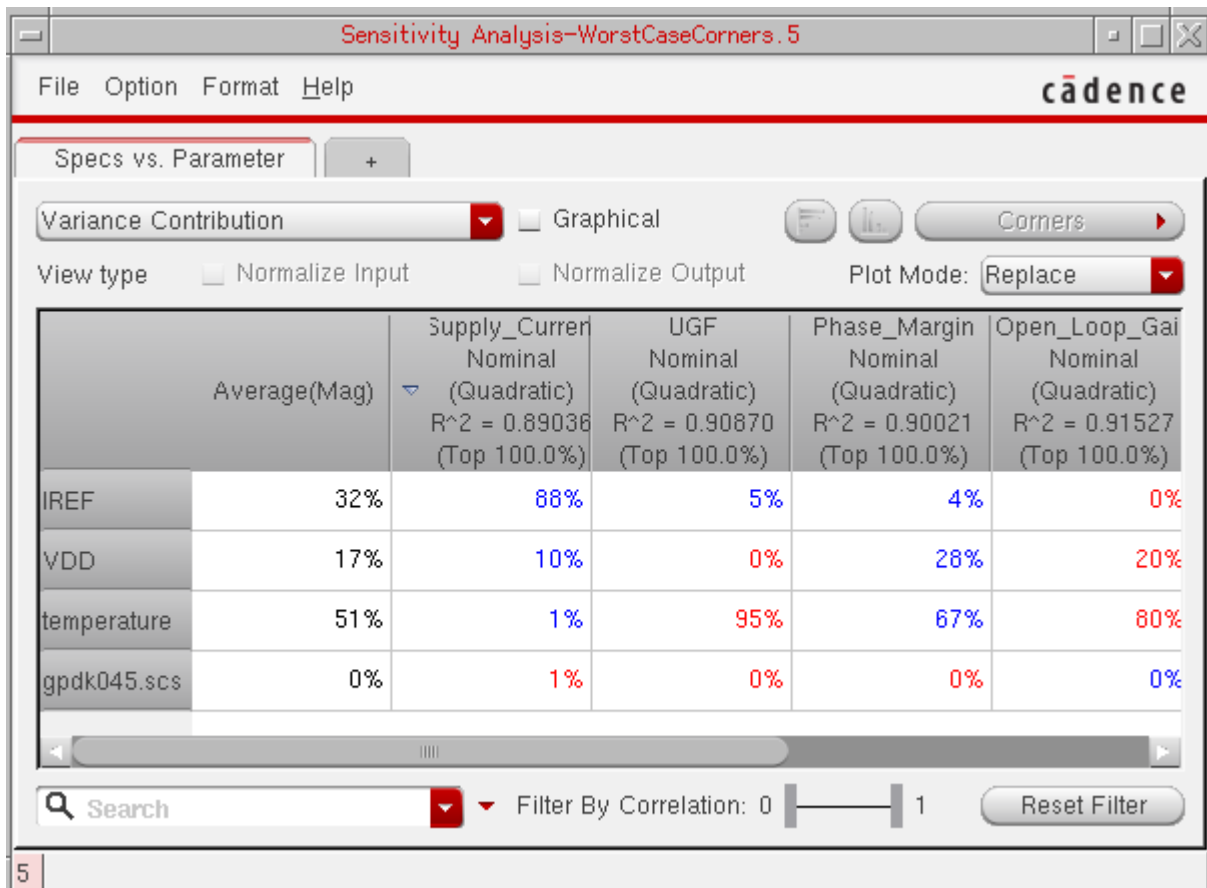 Sensitivity Analysis-WorstCaseCorners.5
File Option Format Help cādence
Specs vs. Parameter +
Variance Contribution Graphical Corners
View type Normalize Input Normalize Output Plot Mode: Replace
Supply_Curren UGF Phase_Margin Open_Loop_Gai
Nominal Nominal Nominal Nominal
Average(Mag) (Quadratic) (Quadratic) (Quadratic) (Quadratic)
R^2 = 0.89036 R^2 = 0.90870 R^2 = 0.90021 R^2 = 0.91527
(Top 100.0%) (Top 100.0%) (Top 100.0%) (Top 100.0%)
IREF 32% 88% 5% 4% 0%
VDD 17% 10% 0% 28% 20%
temperature 51% 1% 95% 67% 80%
gpdk045.scs 0% 1% 0% 0% 0%
Search Filter By Correlation: 0 1 Reset Filter
5